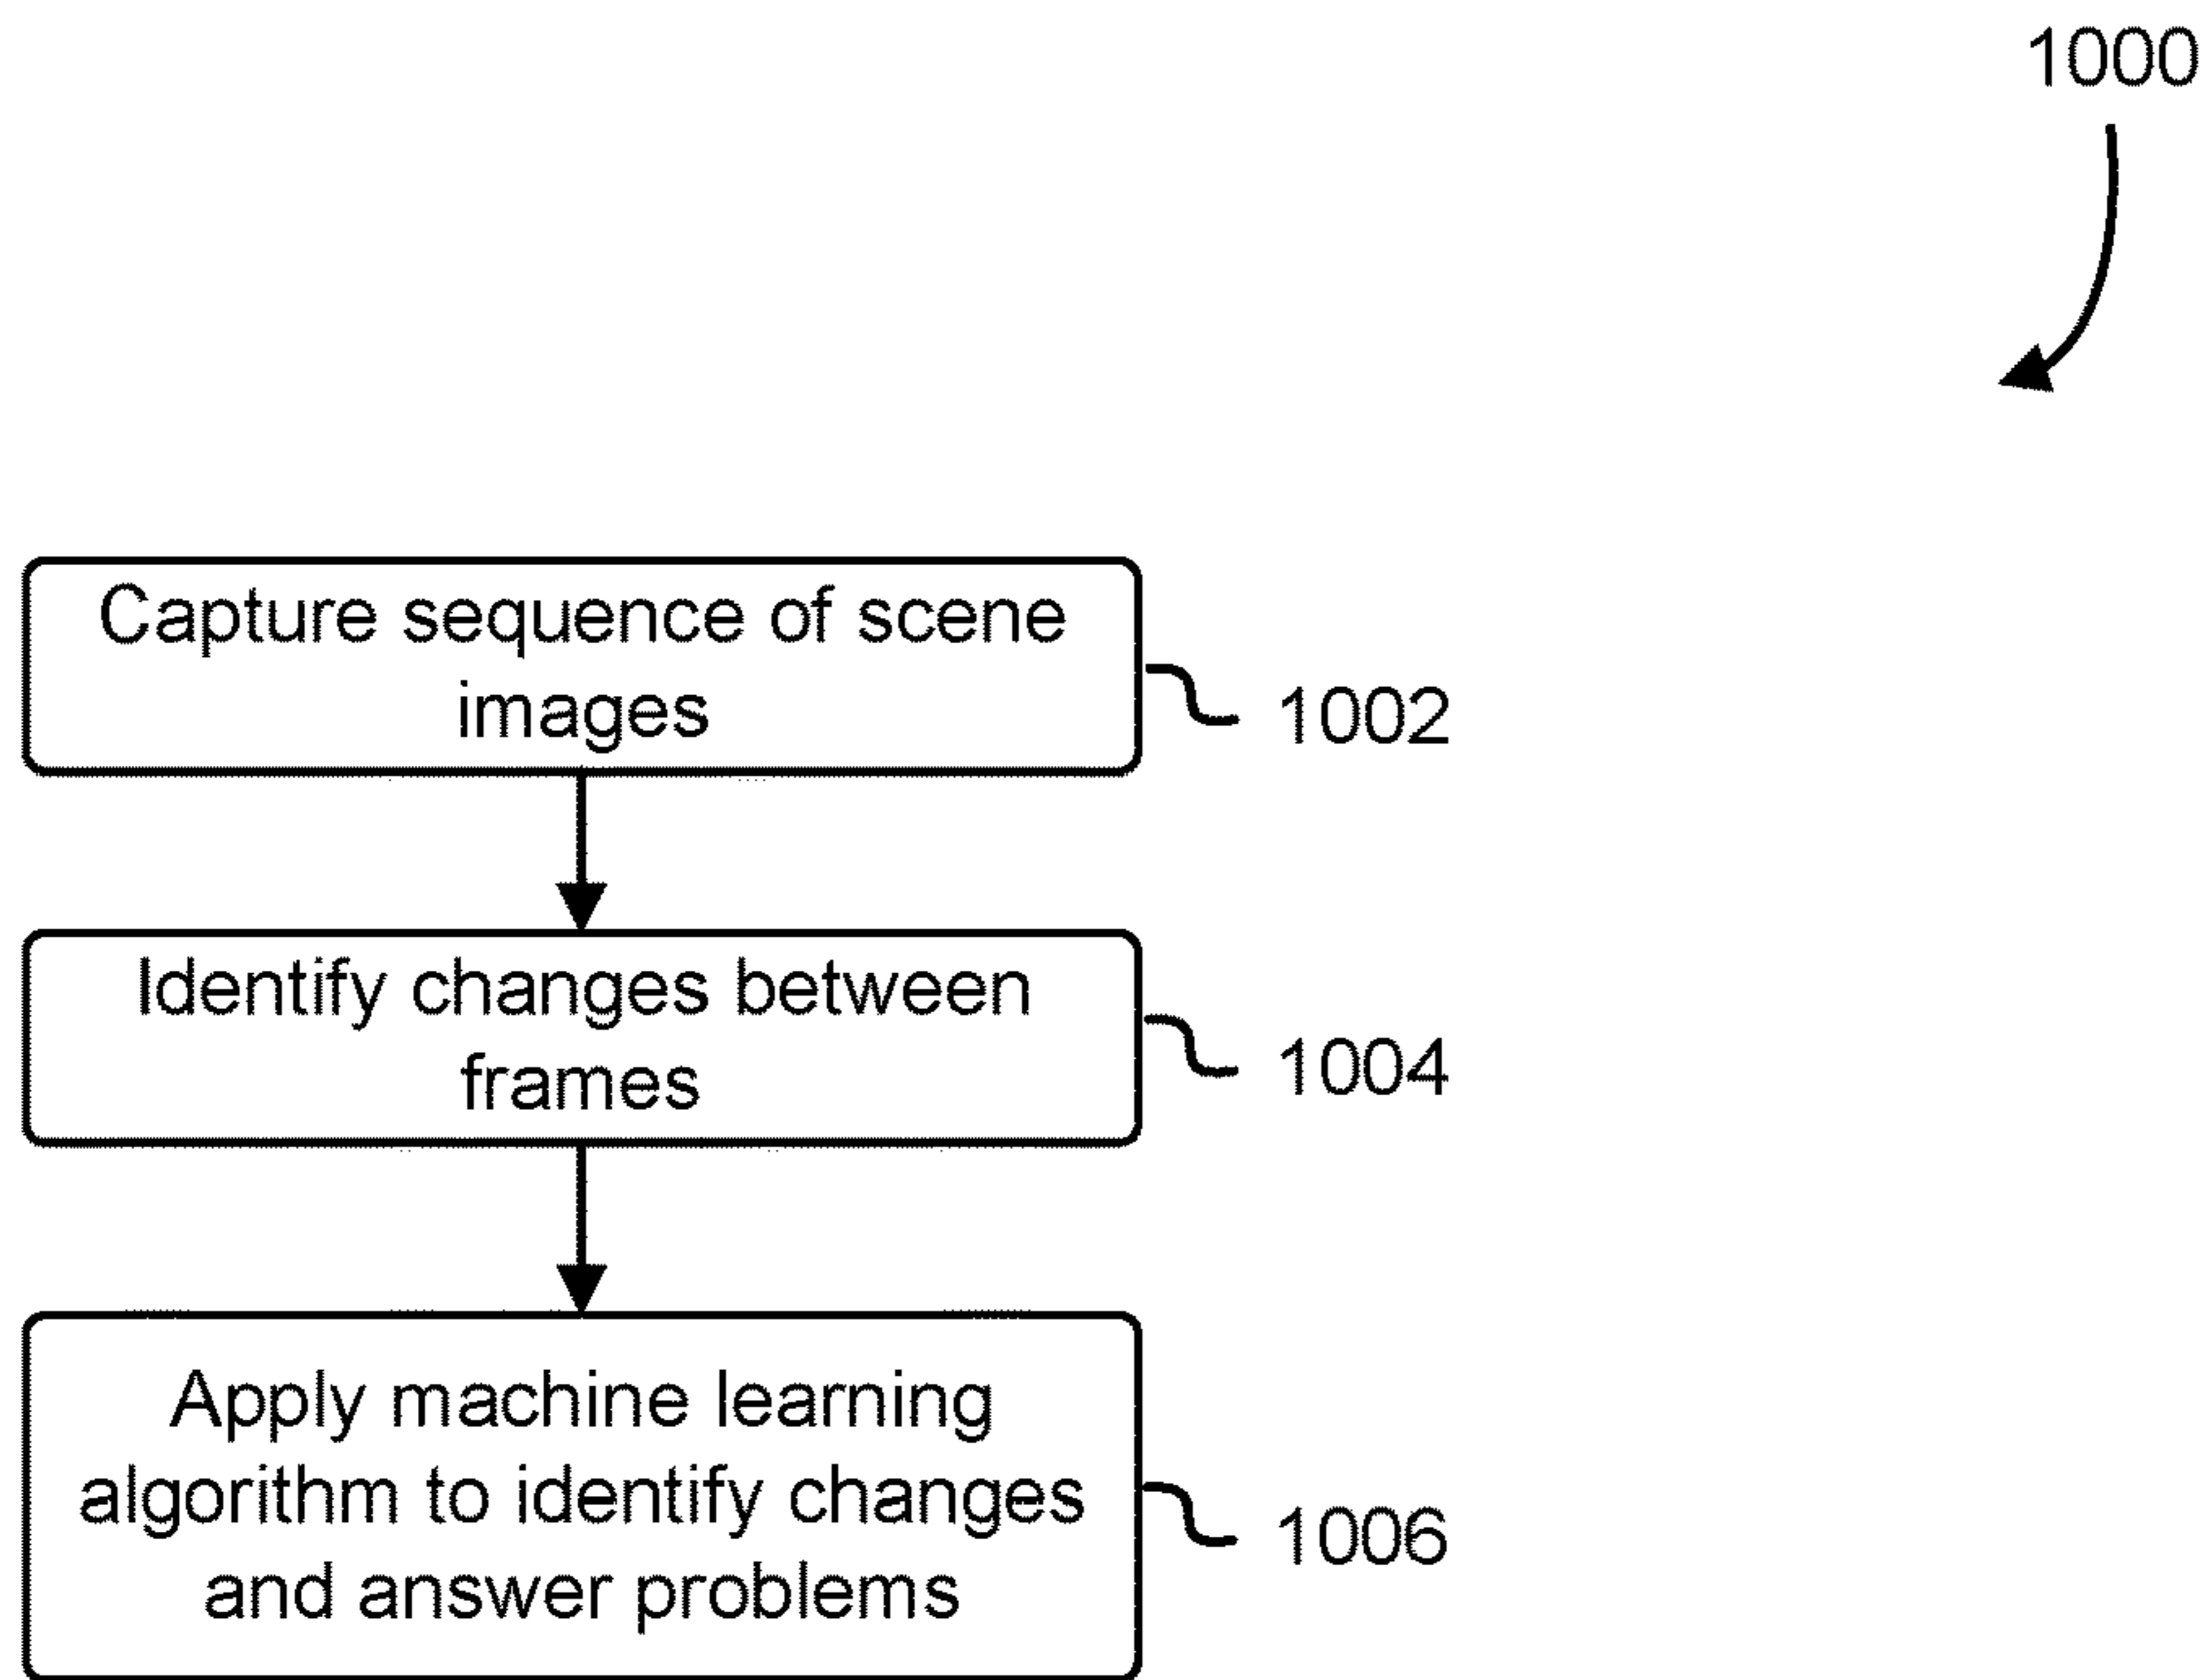 1000
Capture sequence of scene
images
1002
Identify changes between
frames
1004
Apply machine learning
algorithm to identify changes
and answer problems
1006